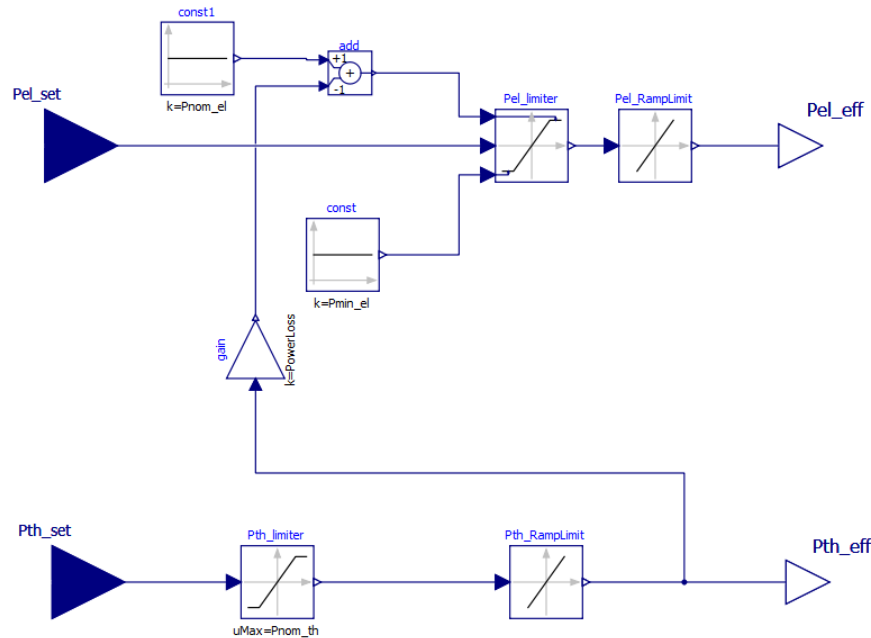 const1
add
+1
+
-1
k=Pnom_el
Pel_set
Pel_limiter
Pel_RampLimit
Pel_eff
const
k=Pmin_el
gain
k=PowerLoss
Pth_set
Pth_limiter
Pth_RampLimit
Pth_eff
uMax=Pnom_th